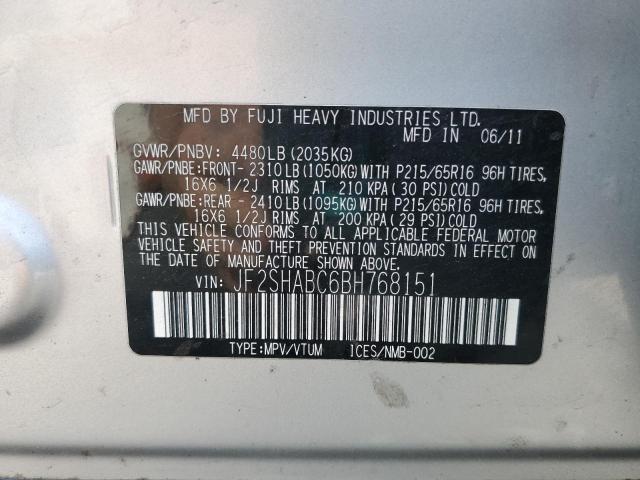 MFD BY FUJI HEAVY INDUSTRIES LTD.
MFD IN 06/11
GVWR/PNBV: 4480LB(2035KG)
GAWR/PNBE:FRONT- 2310LB(1050KG)WITH P215/65R16 96H TIRES,
16X6 1/2J RIMS AT 210 KPA(30 PSI)COLD
GAWR/PNBE:REAR - 2410LB(1095KG)WITH P215/65R16 96H TIRES,
16X6 1/2J RIMS AT 200 KPA(29 PSI)COLD
THIS VEHICLE CONFORMS TO ALL APPLICABLE FEDERAL MOTOR
VEHICLE SAFETY AND THEFT PREVENTION STANDARDS IN EFFECT
ON THE DATE OF MANUFACTURE SHOWN ABOVE.
VIN: JF2SHABC6BH768151
TYPE:MPV/VTUM ICES/NMB-002